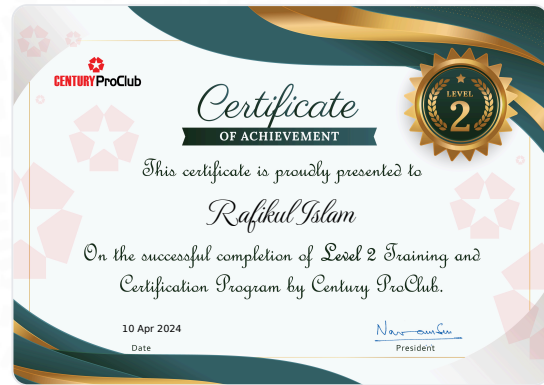 CENTURY ProClub
LEVEL
2
Certificate
OF ACHIEVEMENT
This certificate is proudly presented to
Rafikul Islam
On the successful completion of Level 2 Training and
Certification Program by Century ProClub.
10 Apr 2024
Date
President